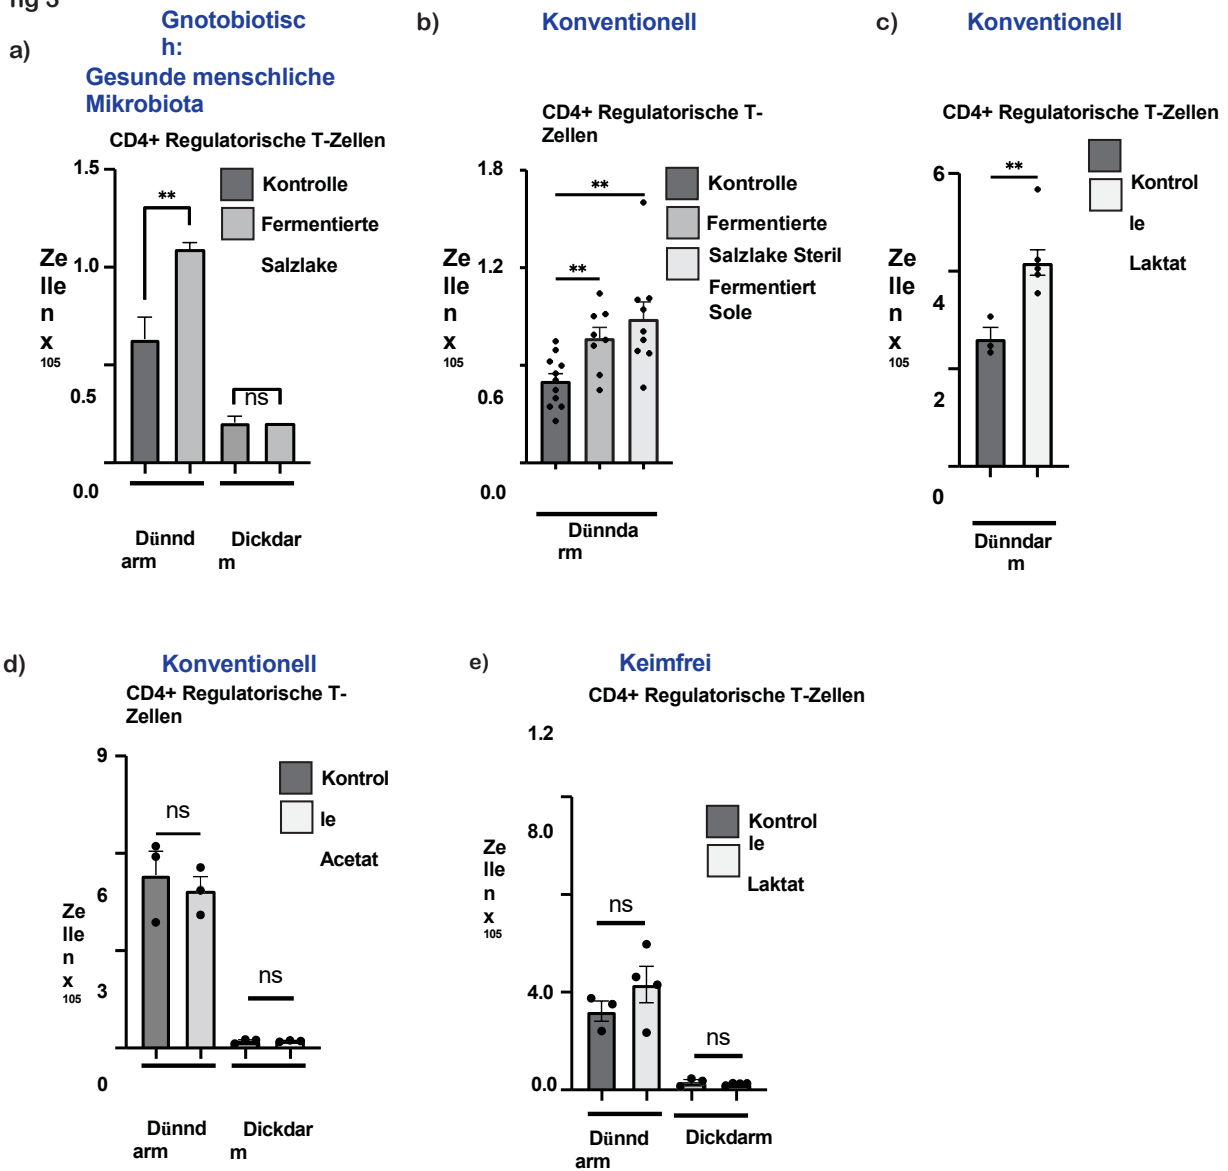 ng 3
a)
Gnotobiotisc
h:
Gesunde menschliche
Mikrobiota
CD4+ Regulatorische T-Zellen
1.5
1.0
0.5
0.0
Ze
lle
n
x
105
**
ns
Kontrolle
Fermentierte
Salzlake
Dünnd
arm
Dickdar
m
b)
Konventionell
CD4+ Regulatorische T-
Zellen
1.8
1.2
0.6
0.0
Ze
lle
n
x
105
**
**
Kontrolle
Fermentierte
Salzlake Steril
Fermentiert
Sole
Dünnda
rm
c)
Konventionell
CD4+ Regulatorische T-Zellen
6
4
2
0
Ze
lle
n
x
105
**
Kontrol
le
Laktat
Dünndar
m
d)
Konventionell
CD4+ Regulatorische T-
Zellen
9
6
3
0
Ze
lle
n
x
105
ns
ns
Kontrol
le
Acetat
Dünnd
arm
Dickdar
m
e)
Keimfrei
CD4+ Regulatorische T-Zellen
1.2
8.0
4.0
0.0
Ze
lle
n
x
105
ns
ns
Kontrol
le
Laktat
Dünnd
arm
Dickdarm